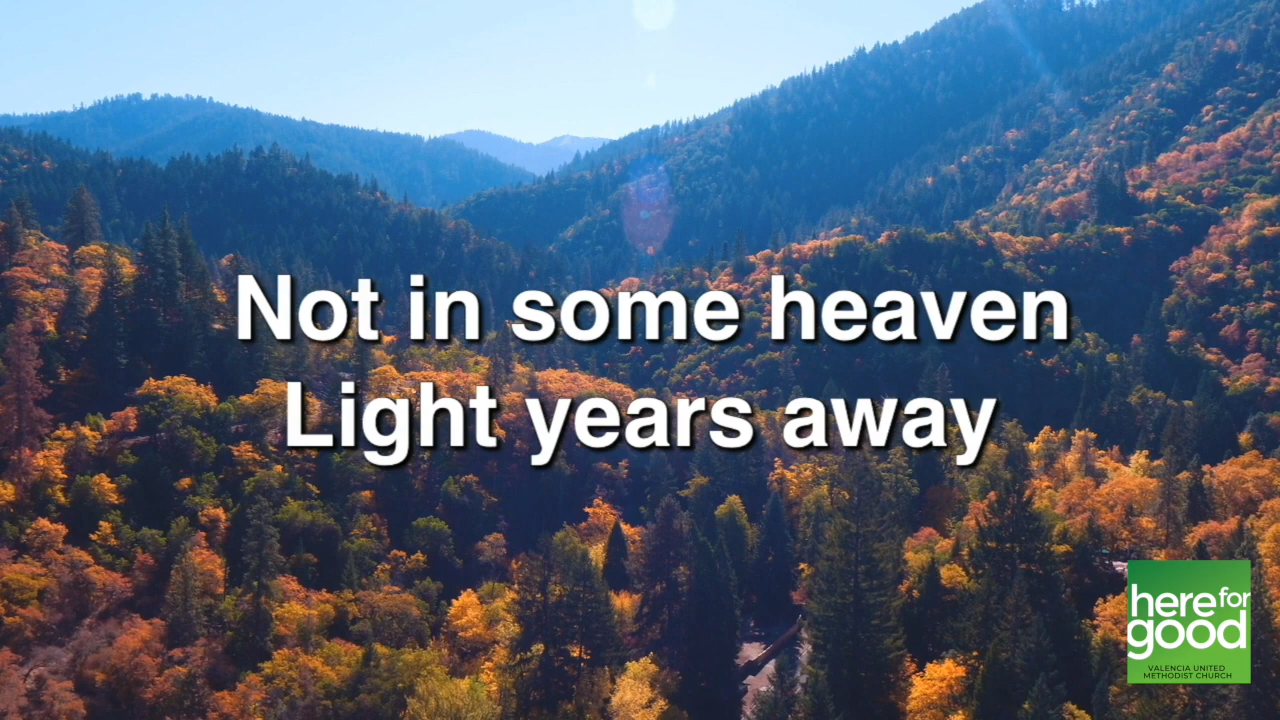 Not in some heaven
Light years away
here for
good
VALENCIA UNITED
METHODIST CHURCH